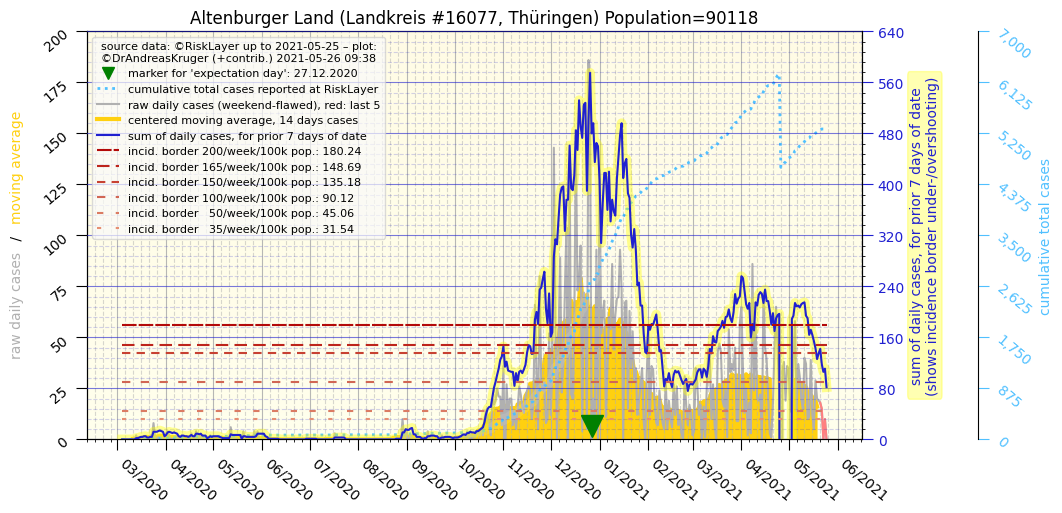 Altenburger Land (Landkreis #16077, Thüringen) Population=90118
source data: ©RiskLayer up to 2021-05-25 – plot:
©DrAndreasKruger (+contrib.) 2021-05-26 09:38
marker for 'expectation day': 27.12.2020
cumulative total cases reported at RiskLayer
raw daily cases (weekend-flawed), red: last 5
centered moving average, 14 days cases
sum of daily cases, for prior 7 days of date
incid. border 200/week/100k pop.: 180.24
incid. border 165/week/100k pop.: 148.69
incid. border 150/week/100k pop.: 135.18
incid. border 100/week/100k pop.: 90.12
incid. border 50/week/100k pop.: 45.06
incid. border 35/week/100k pop.: 31.54
raw daily cases / moving average
200
175
150
125
100
75
50
25
0
03/2020
04/2020
05/2020
06/2020
07/2020
08/2020
09/2020
10/2020
11/2020
12/2020
01/2021
02/2021
03/2021
04/2021
05/2021
06/2021
640
560
480
400
320
240
160
80
0
sum of daily cases, for prior 7 days of date
(shows incidence border under-/overshooting)
7,000
6,125
5,250
4,375
3,500
2,625
1,750
875
0
cumulative total cases